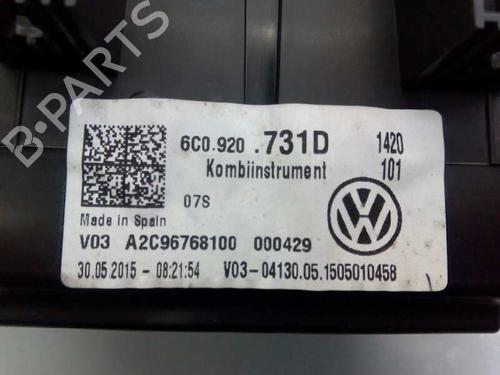 B-PARTS
6C0.920 .731D 1420
Kombiinstrument 101
07S
Made in Spain
V03 A2C96768100 000429
30.05.2015 - 08:21:54 V03-04130.05.1505010458